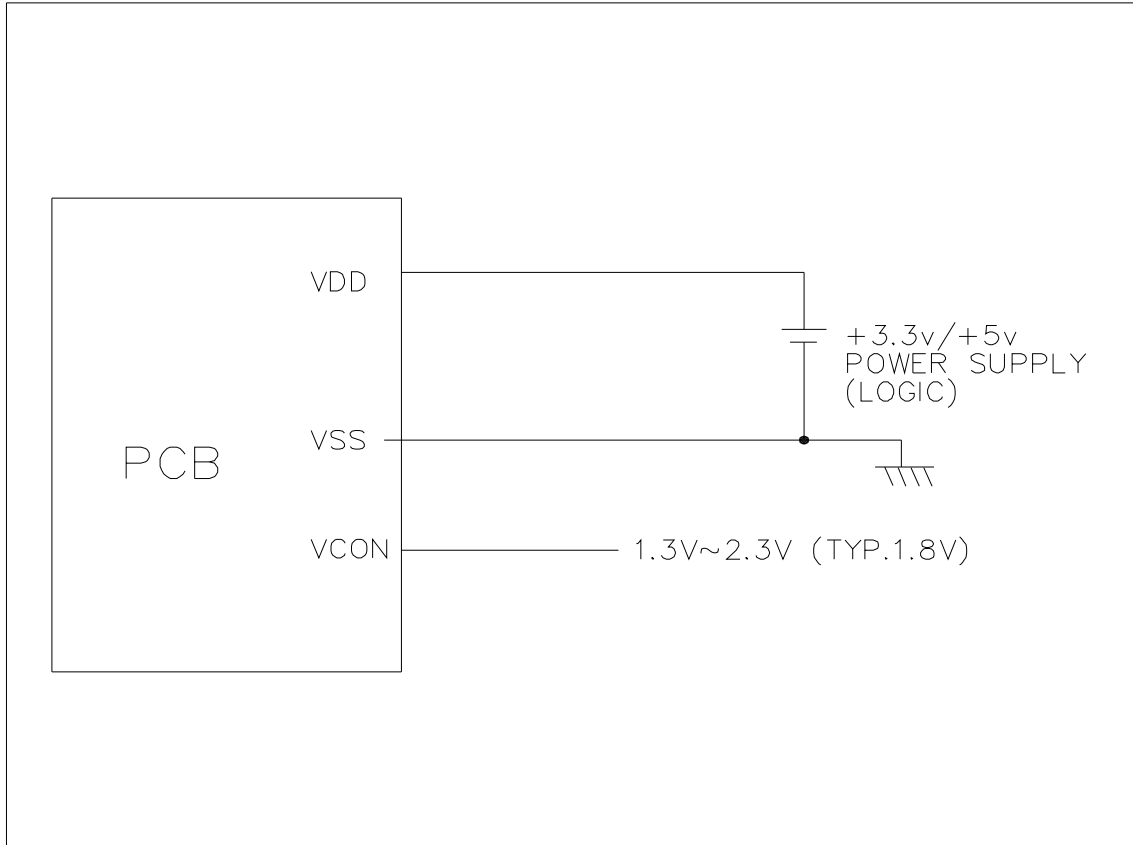 VDD
+3.3v/+5v
POWER SUPPLY
(LOGIC)
VSS
PCB
VCON
1.3V~2.3V (TYP.1.8V)